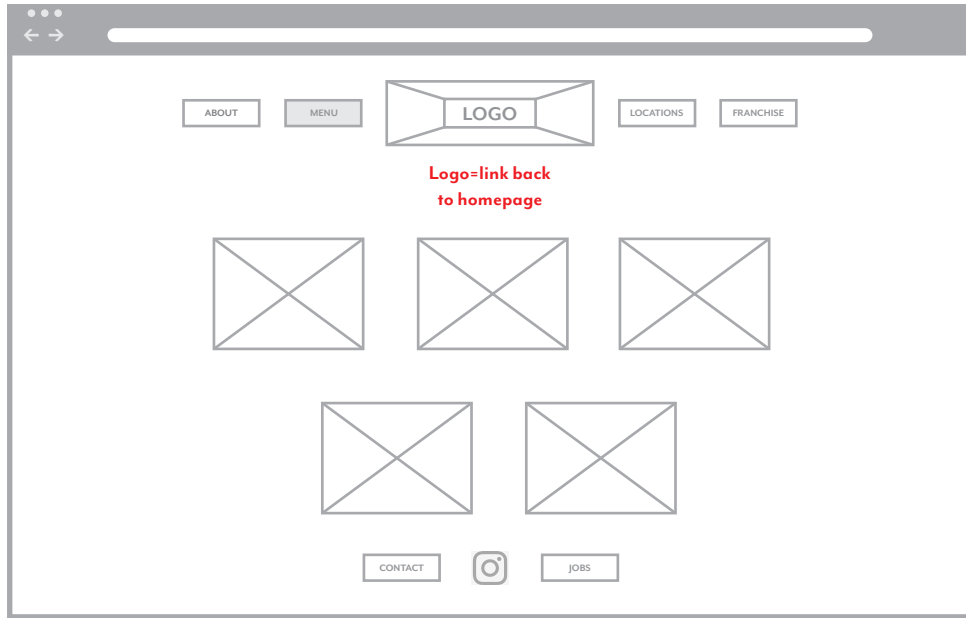 ABOUT
MENU
LOGO
LOCATIONS
FRANCHISE
Logo=link back
to homepage
CONTACT
JOBS